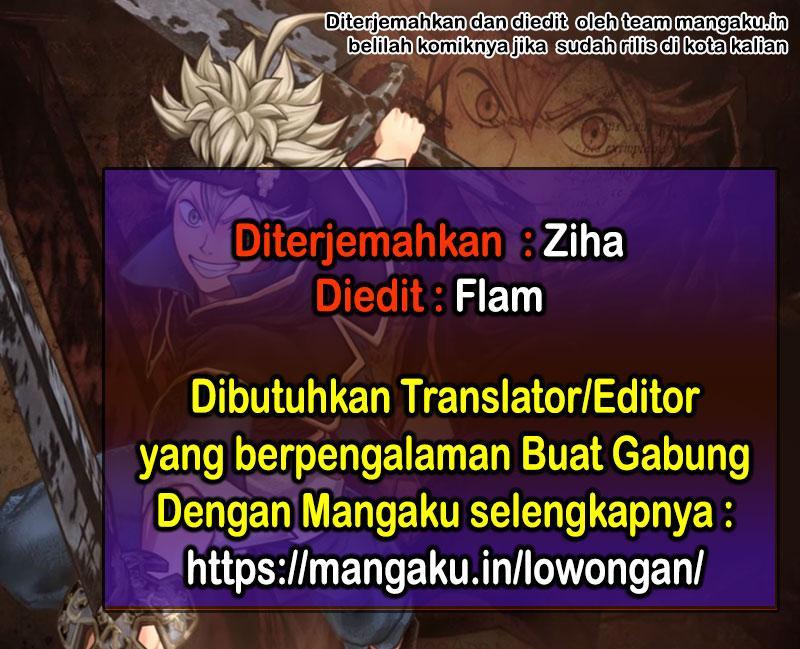 Diterjemahkan dan diedit oleh team mangaku.in
belilah komiknya jika sudah rilis di kota kalian
Diterjemahkan : Ziha
Diedit : Flam
Dibutuhkan Translator/Editor
yang berpengalaman Buat Gabung
Dengan Mangaku selengkapnya :
https://mangaku.in/lowongan/